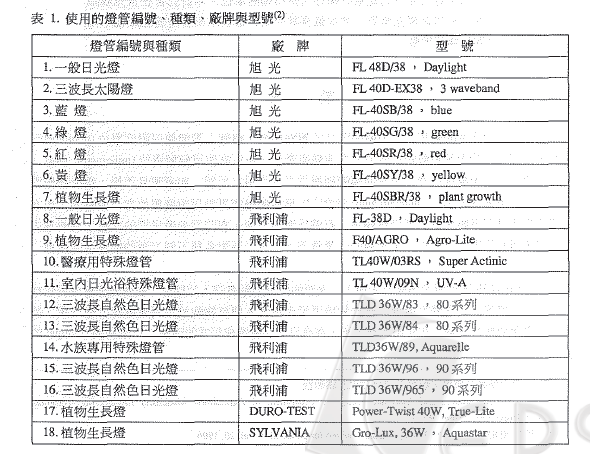 表 1. 使用的燈管編號、種類、廠牌與型號(2)
燈管編號與種類 廠 牌 型 號
1.一般日光燈 旭 光 FL 48D/38，Daylight
2.三波長太陽燈 旭 光 FL 40D-EX38，3 waveband
3.藍 燈 旭 光 FL-40SB/38，blue
4.綠 燈 旭 光 FL-40SG/38，green
5.紅 燈 旭 光 FL-40SR/38，red
6.黃 燈 旭 光 FL-40SY/38，yellow
7.植物生長燈 旭 光 FL-40SBR/38，plant growth
8.一般日光燈 飛利浦 FL-38D，Daylight
9.植物生長燈 飛利浦 F40/AGRO，Agro-Lite
10.醫療用特殊燈管 飛利浦 TL40W/03RS，Super Actinic
11.室內日光浴特殊燈管 飛利浦 TL 40W/09N，UV-A
12.三波長自然色日光燈 飛利浦 TLD 36W/83，80 系列
13.三波長自然色日光燈 飛利浦 TLD 36W/84，80 系列
14.水族專用特殊燈管 飛利浦 TLD36W/89, Aquarelle
15.三波長自然色日光燈 飛利浦 TLD 36W/96，90 系列
16.三波長自然色日光燈 飛利浦 TLD 36W/965，90 系列
17.植物生長燈 DURO-TEST Power-Twist 40W, True-Lite
18.植物生長燈 SYLVANIA Gro-Lux, 36W，Aquastar